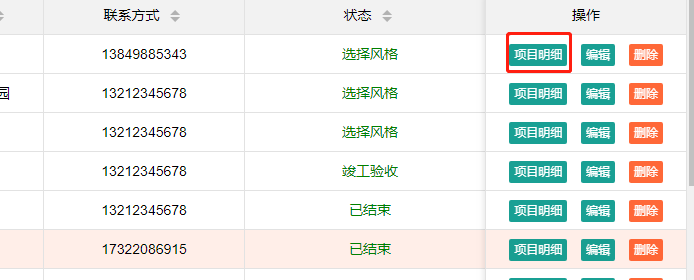 联系方式 状态 操作
13849885343 选择风格 项目明细 编辑 删除
园 13212345678 选择风格 项目明细 编辑 删除
13212345678 选择风格 项目明细 编辑 删除
13212345678 竣工验收 项目明细 编辑 删除
13212345678 已结束 项目明细 编辑 删除
17322086915 已结束 项目明细 编辑 删除